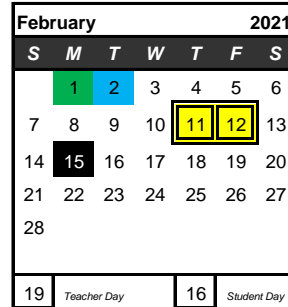 February 2021
S M T W T F S
1 2 3 4 5 6
7 8 9 10 11 12 13
14 15 16 17 18 19 20
21 22 23 24 25 26 27
28
19 Teacher Day 16 Student Day